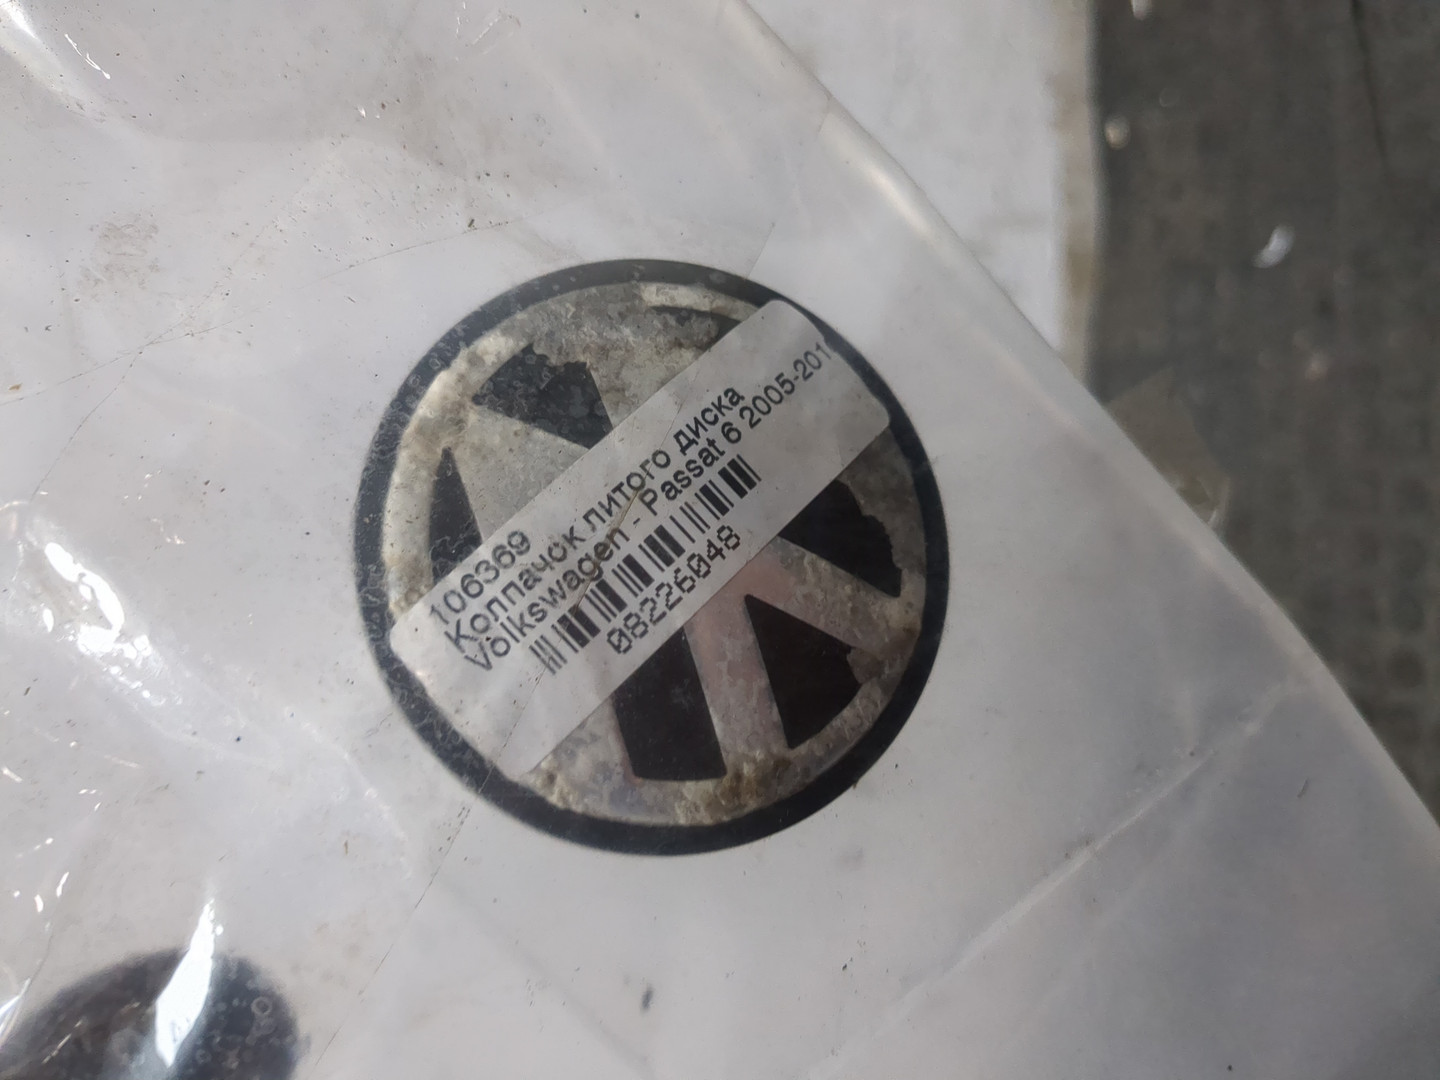 106369
Колпачок литого диска
Volkswagen - Passat 6 2005-201
08226048